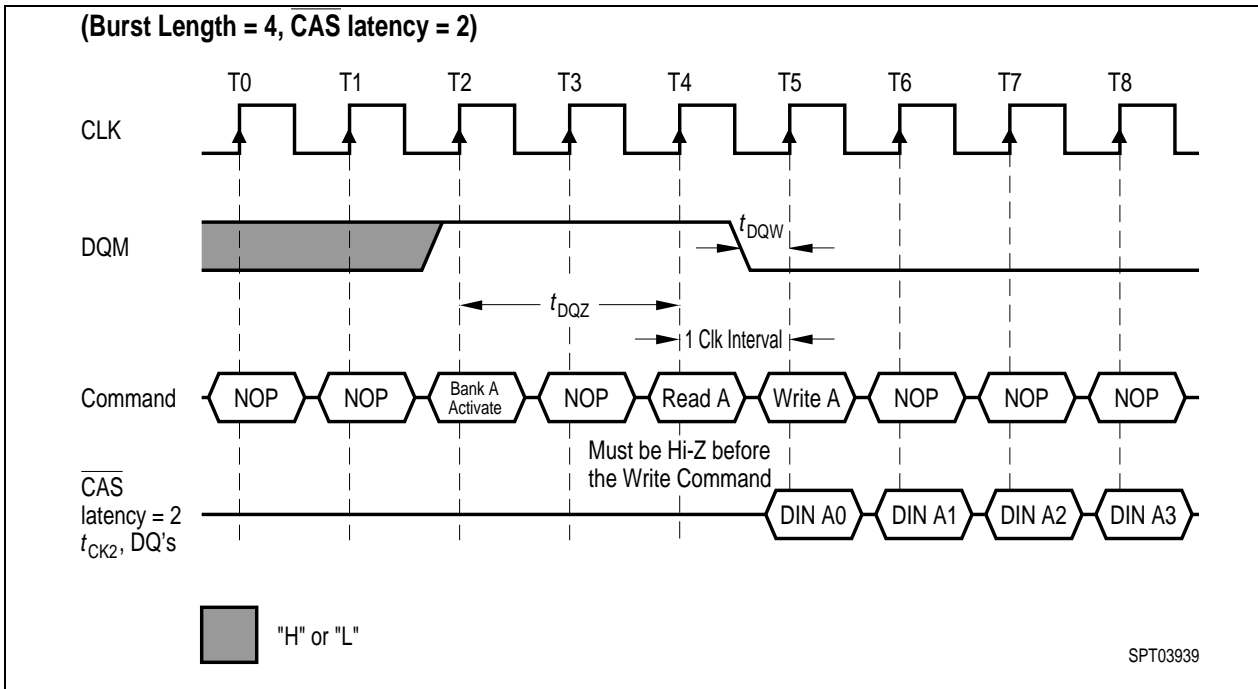 (Burst Length = 4, CAS latency = 2)
T0 T1 T2 T3 T4 T5 T6 T7 T8
CLK
DQM
tDQW
tDQZ
1 Clk Interval
Command
NOP NOP Bank A Activate NOP Read A Write A NOP NOP NOP
Must be Hi-Z before
the Write Command
CAS
latency = 2
tCK2, DQ's
DIN A0 DIN A1 DIN A2 DIN A3
"H" or "L"
SPT03939